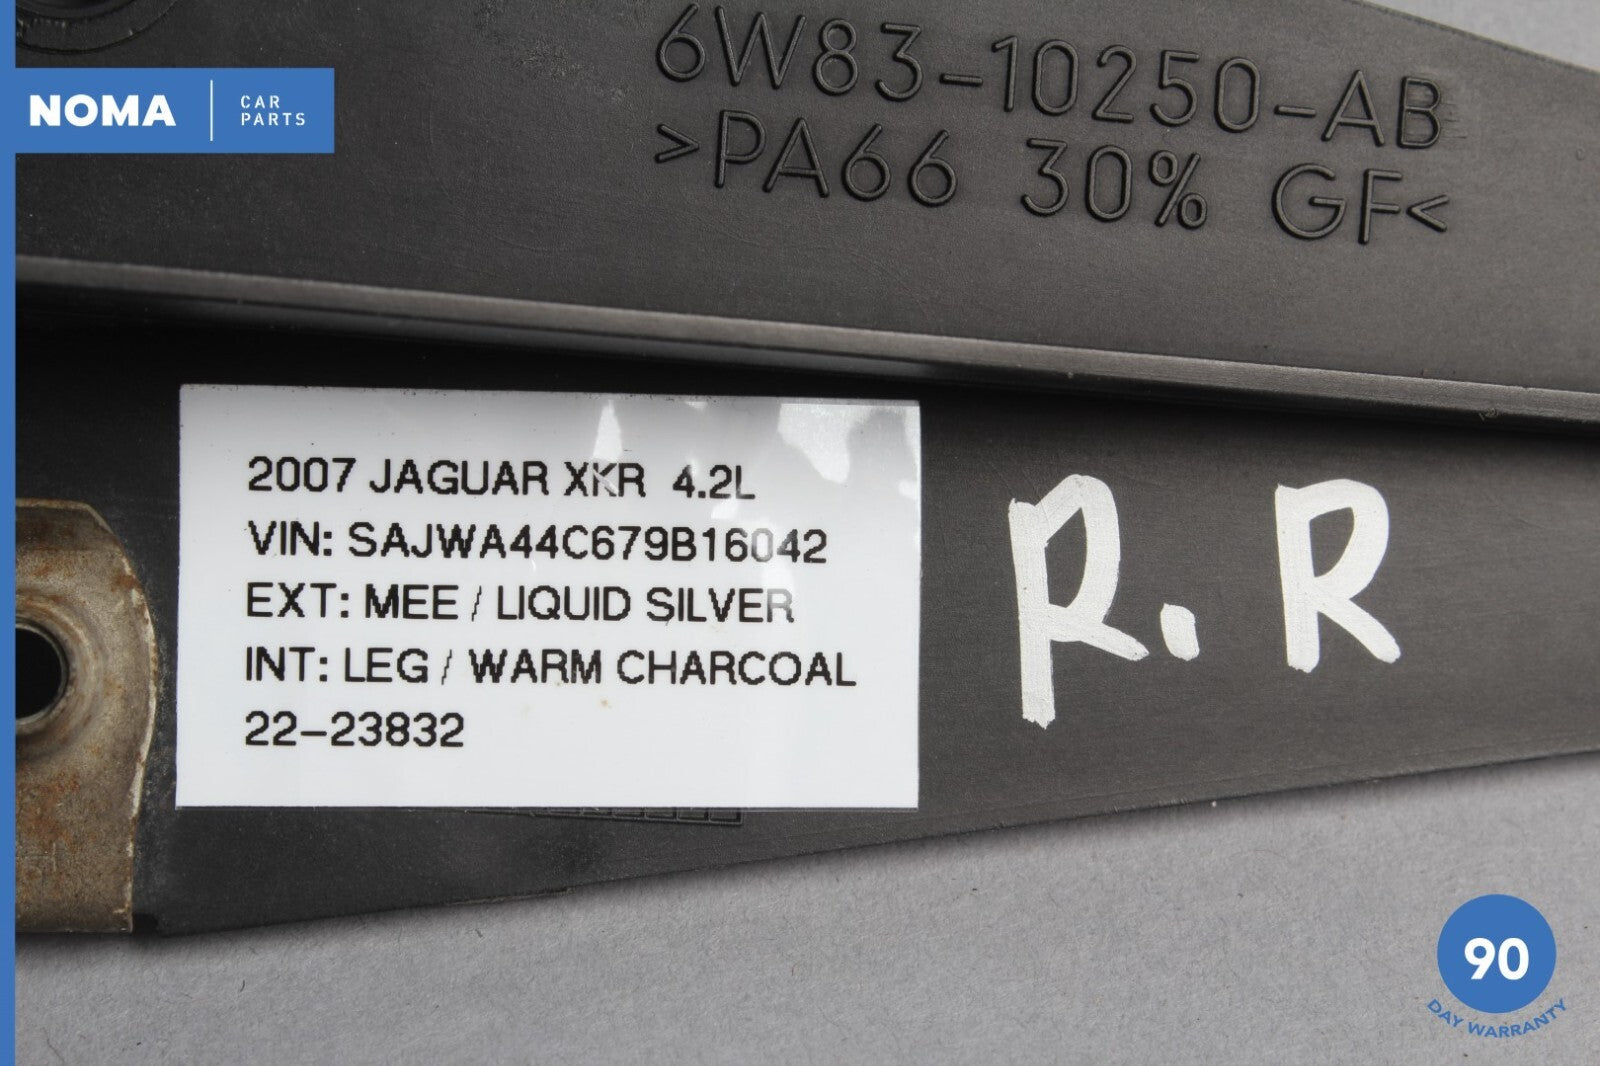 6W83-10250-AB
>PA66 30% GF<
NOMA
CAR
PARTS
2007 JAGUAR XKR 4.2L
VIN: SAJWA44C679B16042
EXT: MEE / LIQUID SILVER
INT: LEG / WARM CHARCOAL
22-23832
R.R
90
DAY WARRANTY